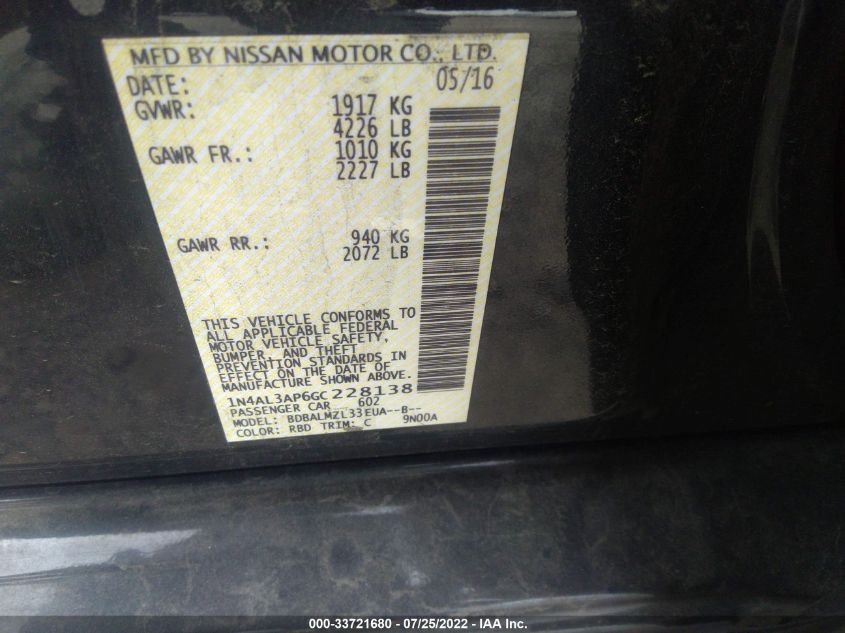 MFD BY NISSAN MOTOR CO., LTD.
DATE: 05/16
GVWR: 1917 KG
4226 LB
GAWR FR.: 1010 KG
2227 LB
GAWR RR.: 940 KG
2072 LB
THIS VEHICLE CONFORMS TO
ALL APPLICABLE FEDERAL
MOTOR VEHICLE SAFETY,
BUMPER, AND THEFT
PREVENTION STANDARDS IN
EFFECT ON THE DATE OF
MANUFACTURE SHOWN ABOVE.
1N4AL3AP6GC228138
PASSENGER CAR 602
MODEL: BDBALMZL33EUA--B--
COLOR: RBD TRIM: C 9N00A
000-33721680 - 07/25/2022 - IAA Inc.